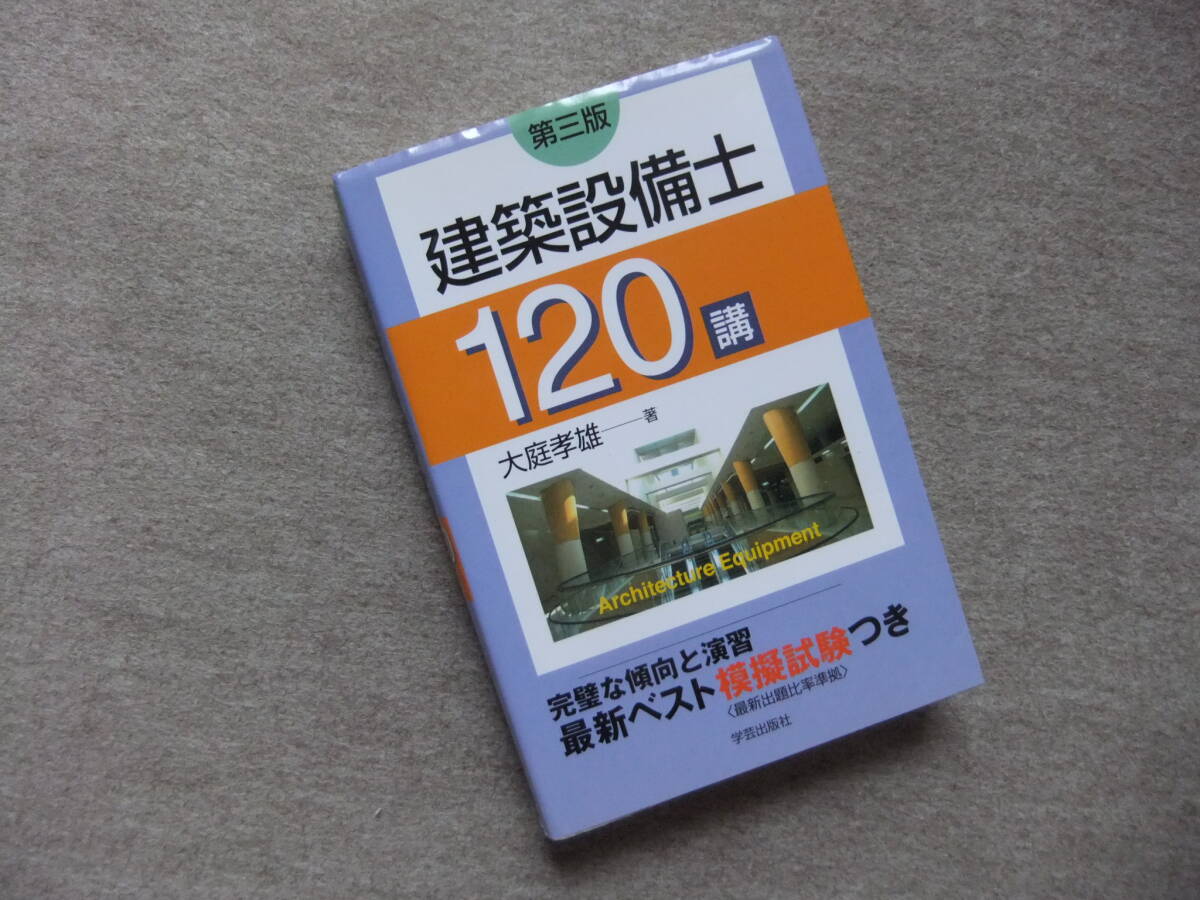 第三版
建築設備士
120講
大庭孝雄――著
Architecture Equipment
完璧な傾向と演習
最新ベスト模擬試験つき
〈最新出題比率準拠〉
学芸出版社